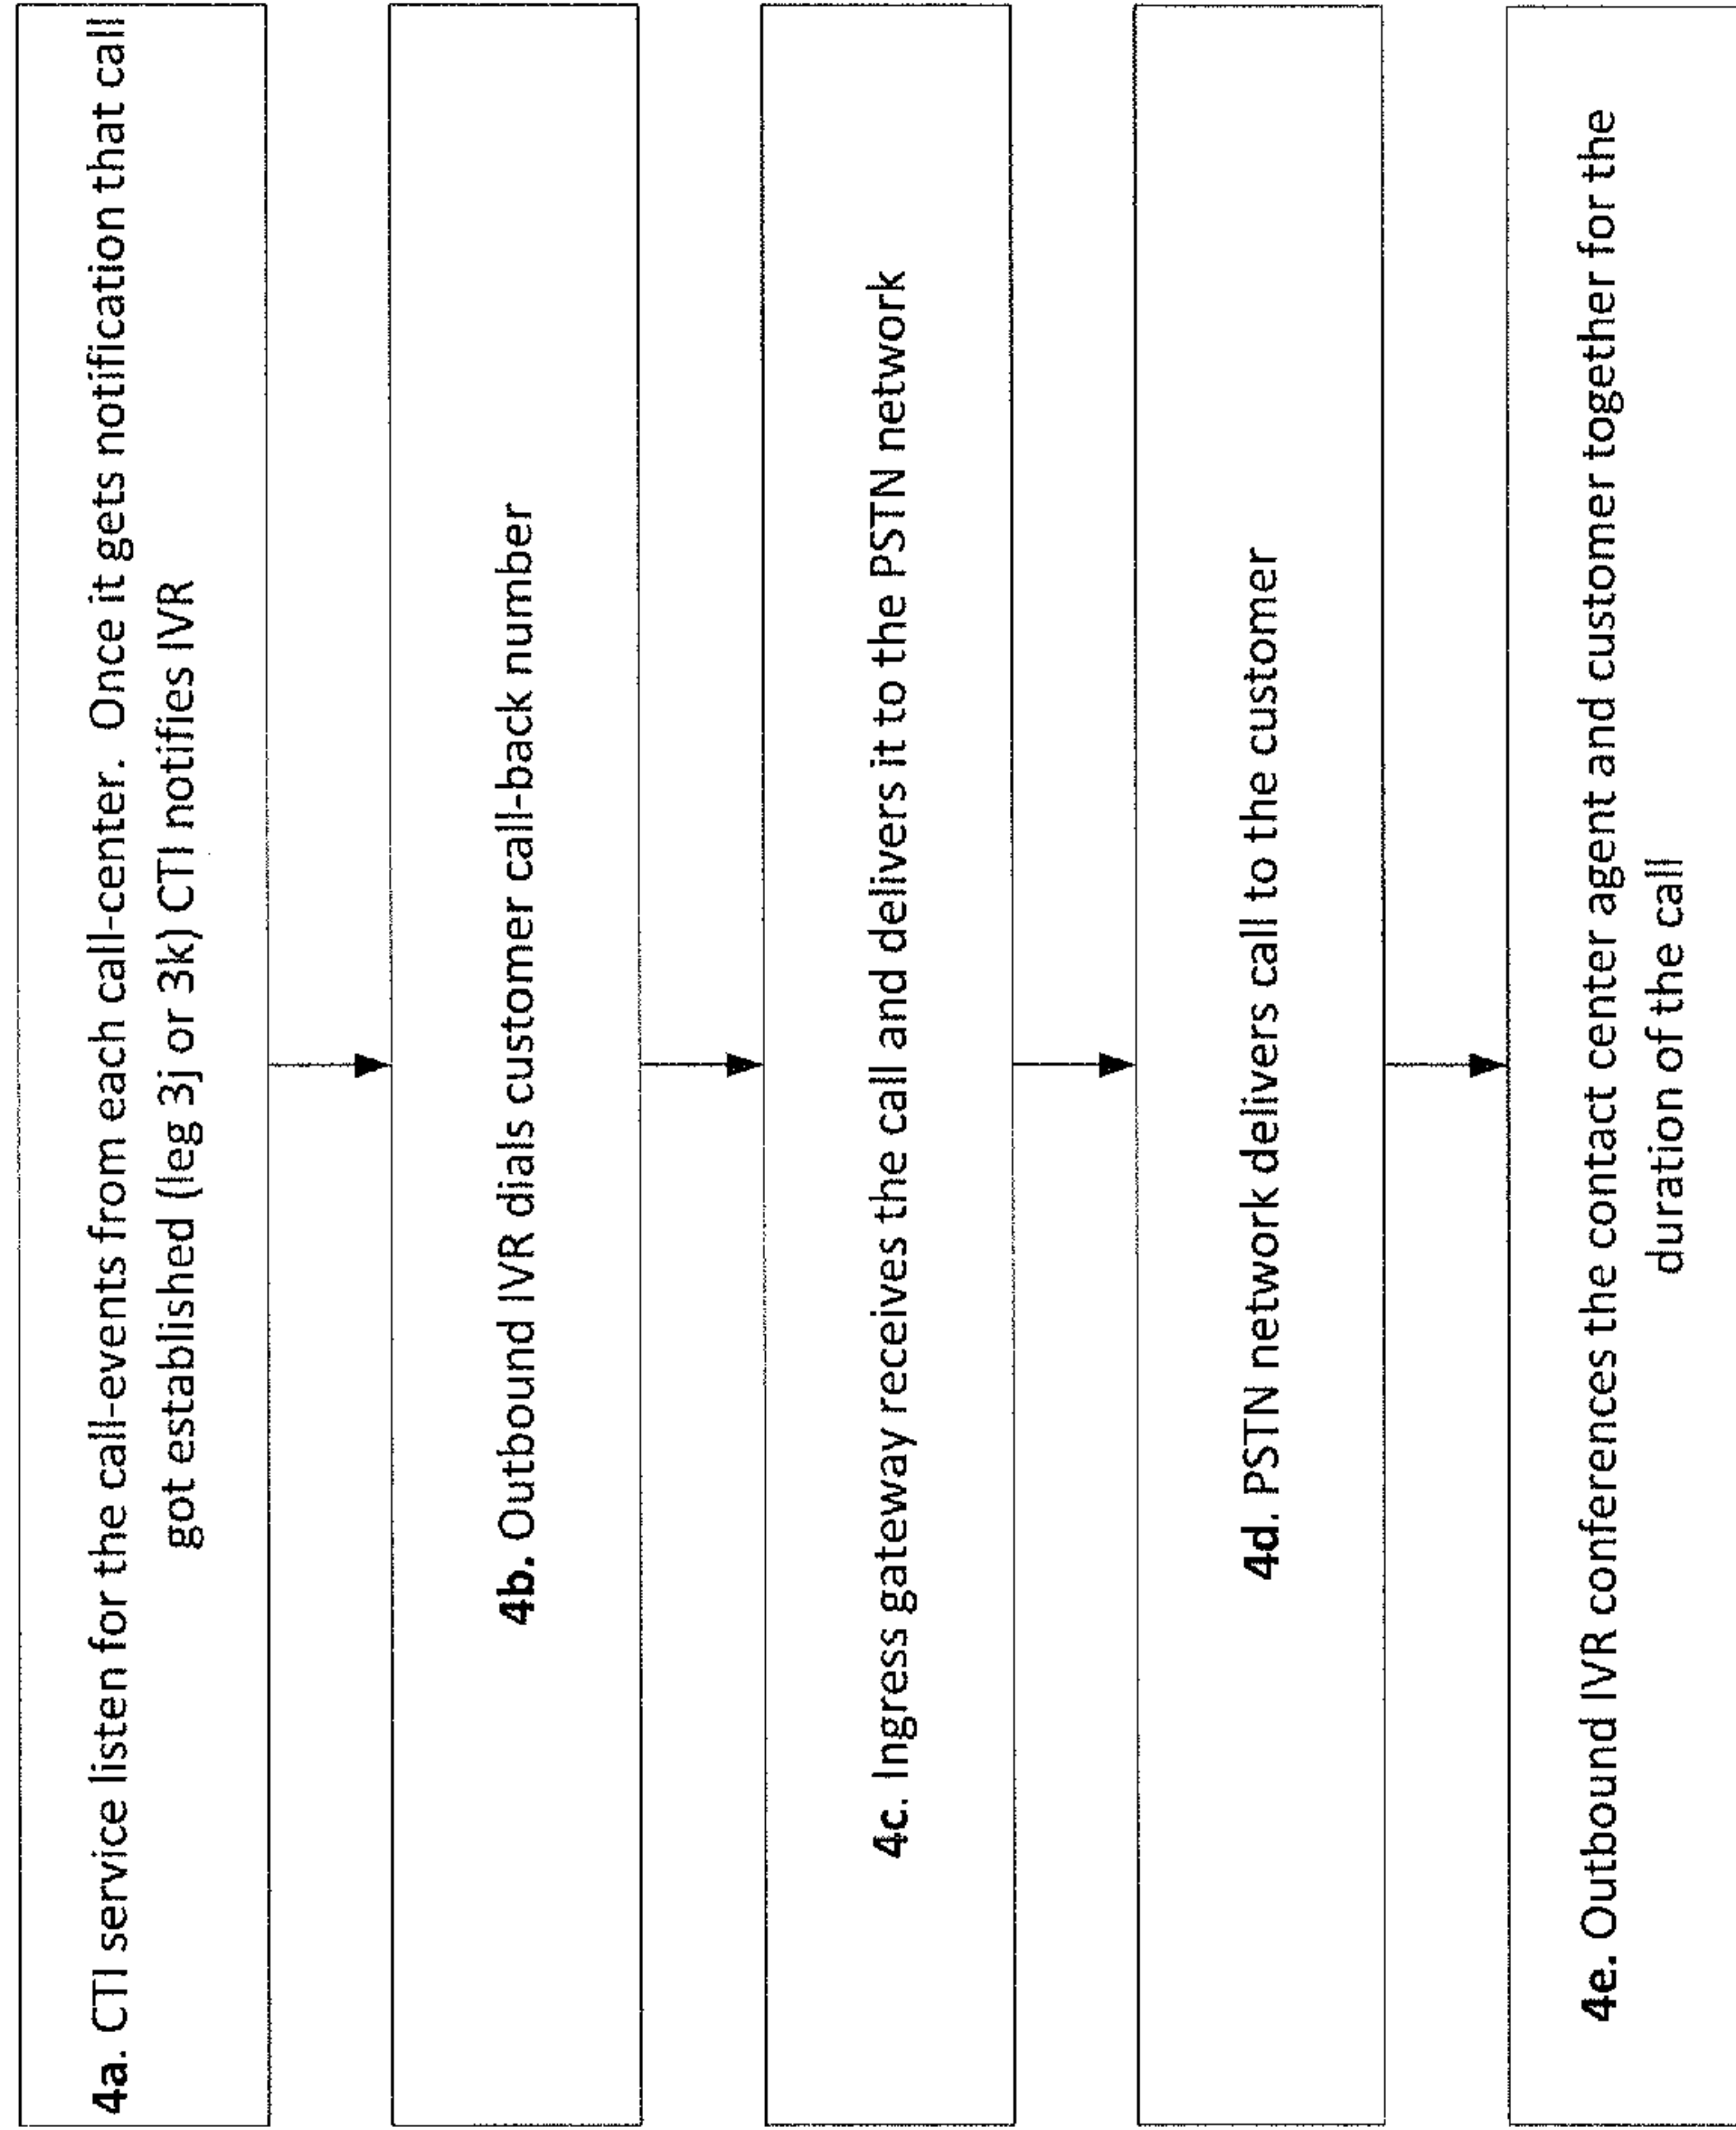 4a. CTI service listen for the call-events from each call-center.  Once it gets notification that call
got established (leg 3j or 3k) CTI notifies IVR
4b. Outbound IVR dials customer call-back number
4c. Ingress gateway receives the call and delivers it to the PSTN network
4d. PSTN network delivers call to the customer
4e. Outbound IVR conferences the contact center agent and customer together for the
duration of the call